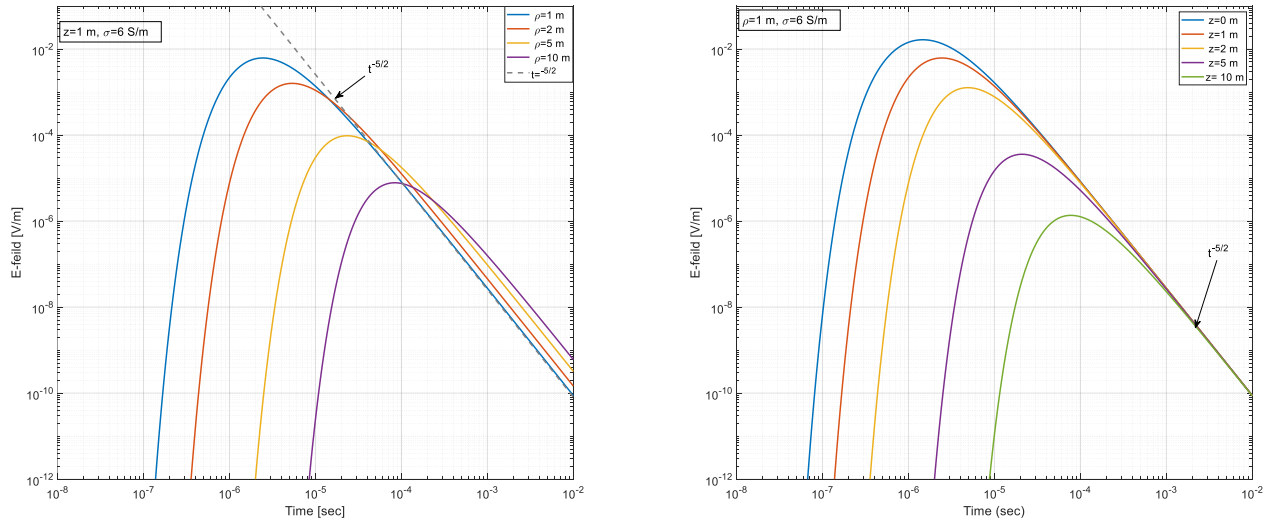 z=1 m, σ=6 S/m
ρ=1 m
ρ=2 m
ρ=5 m
ρ=10 m
t=-5/2
t-5/2
10-2
10-4
10-6
10-8
10-10
10-12
E-feild [V/m]
10-8
10-7
10-6
10-5
10-4
10-3
10-2
Time [sec]
ρ=1 m, σ=6 S/m
z=0 m
z=1 m
z=2 m
z=5 m
z= 10 m
t-5/2
10-2
10-4
10-6
10-8
10-10
10-12
E-feild [V/m]
10-8
10-7
10-6
10-5
10-4
10-3
10-2
Time (sec)